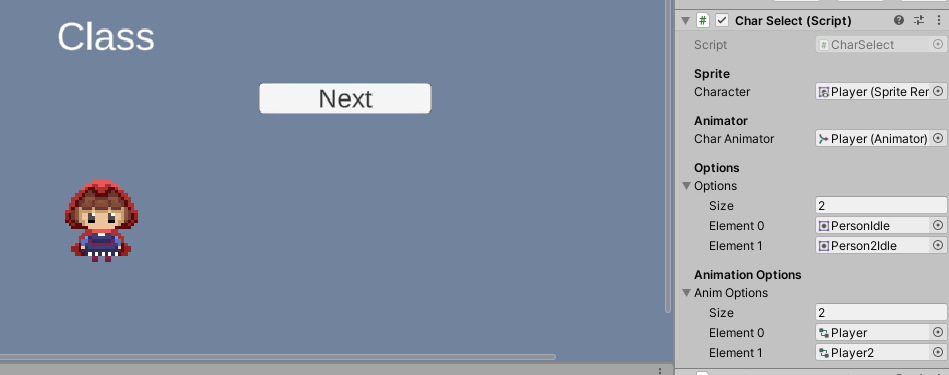 Class
Next
Char Select (Script)
Script CharSelect
Sprite
Character Player (Sprite Rer
Animator
Char Animator Player (Animator)
Options
Options
Size 2
Element 0 PersonIdle
Element 1 Person2Idle
Animation Options
Anim Options
Size 2
Element 0 Player
Element 1 Player2